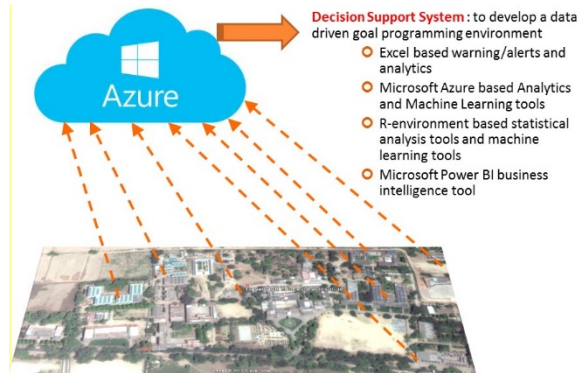 Decision Support System : to develop a data
driven goal programming environment
Excel based warning/alerts and
analytics
Microsoft Azure based Analytics
and Machine Learning tools
R-environment based statistical
analysis tools and machine
learning tools
Microsoft Power BI business
intelligence tool
Azure